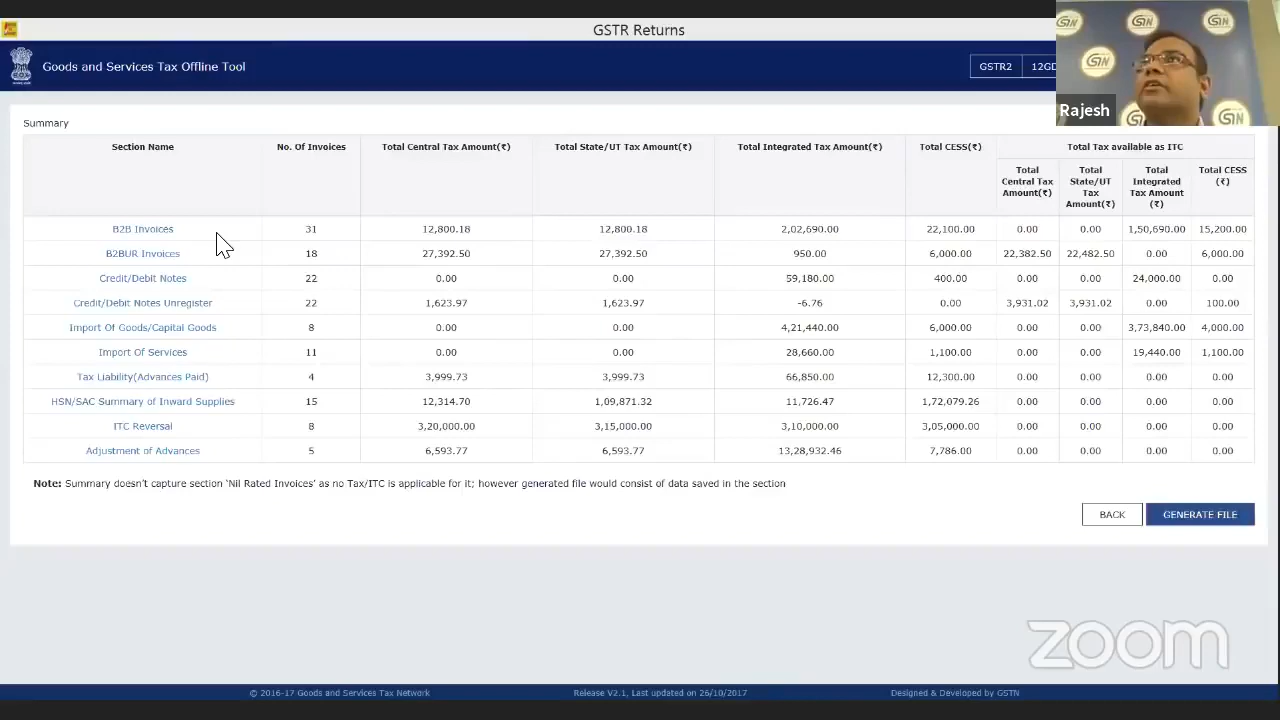 GSTR Returns
Goods and Services Tax Offline Tool
GSTR2
Rajesh
Summary
Section Name No. Of Invoices Total Central Tax Amount(₹) Total State/UT Tax Amount(₹) Total Integrated Tax Amount(₹) Total CESS(₹) Total Tax available as ITC
Total Central Tax Amount(₹) Total State/UT Tax Amount(₹) Total Integrated Tax Amount (₹) Total CESS (₹)
B2B Invoices 31 12,800.18 12,800.18 2,02,690.00 22,100.00 0.00 0.00 1,50,690.00 15,200.00
B2BUR Invoices 18 27,392.50 27,392.50 950.00 6,000.00 22,382.50 22,482.50 0.00 6,000.00
Credit/Debit Notes 22 0.00 0.00 59,180.00 400.00 0.00 0.00 24,000.00 0.00
Credit/Debit Notes Unregister 22 1,623.97 1,623.97 -6.76 0.00 3,931.02 3,931.02 0.00 100.00
Import Of Goods/Capital Goods 8 0.00 0.00 4,21,440.00 6,000.00 0.00 0.00 3,73,840.00 4,000.00
Import Of Services 11 0.00 0.00 28,660.00 1,100.00 0.00 0.00 19,440.00 1,100.00
Tax Liability(Advances Paid) 4 3,999.73 3,999.73 66,850.00 12,300.00 0.00 0.00 0.00 0.00
HSN/SAC Summary of Inward Supplies 15 12,314.70 1,09,871.32 11,726.47 1,72,079.26 0.00 0.00 0.00 0.00
ITC Reversal 8 3,20,000.00 3,15,000.00 3,10,000.00 3,05,000.00 0.00 0.00 0.00 0.00
Adjustment of Advances 5 6,593.77 6,593.77 13,28,932.46 7,786.00 0.00 0.00 0.00 0.00
Note: Summary doesn't capture section 'Nil Rated Invoices' as no Tax/ITC is applicable for it; however generated file would consist of data saved in the section
BACK GENERATE FILE
zoom
© 2016-17 Goods and Services Tax Network Release V2.1, Last updated on 26/10/2017 Designed & Developed by GSTN